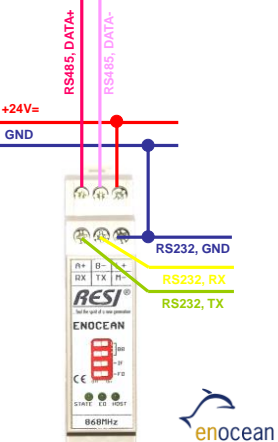 RS485, DATA+
RS485, DATA-
+24V=
GND
RS232, GND
RS232, RX
RS232, TX
A+ B- L+
RX TX M-
RESI
ENOCEAN
CE
STATE EO HOST
868MHz
enocean